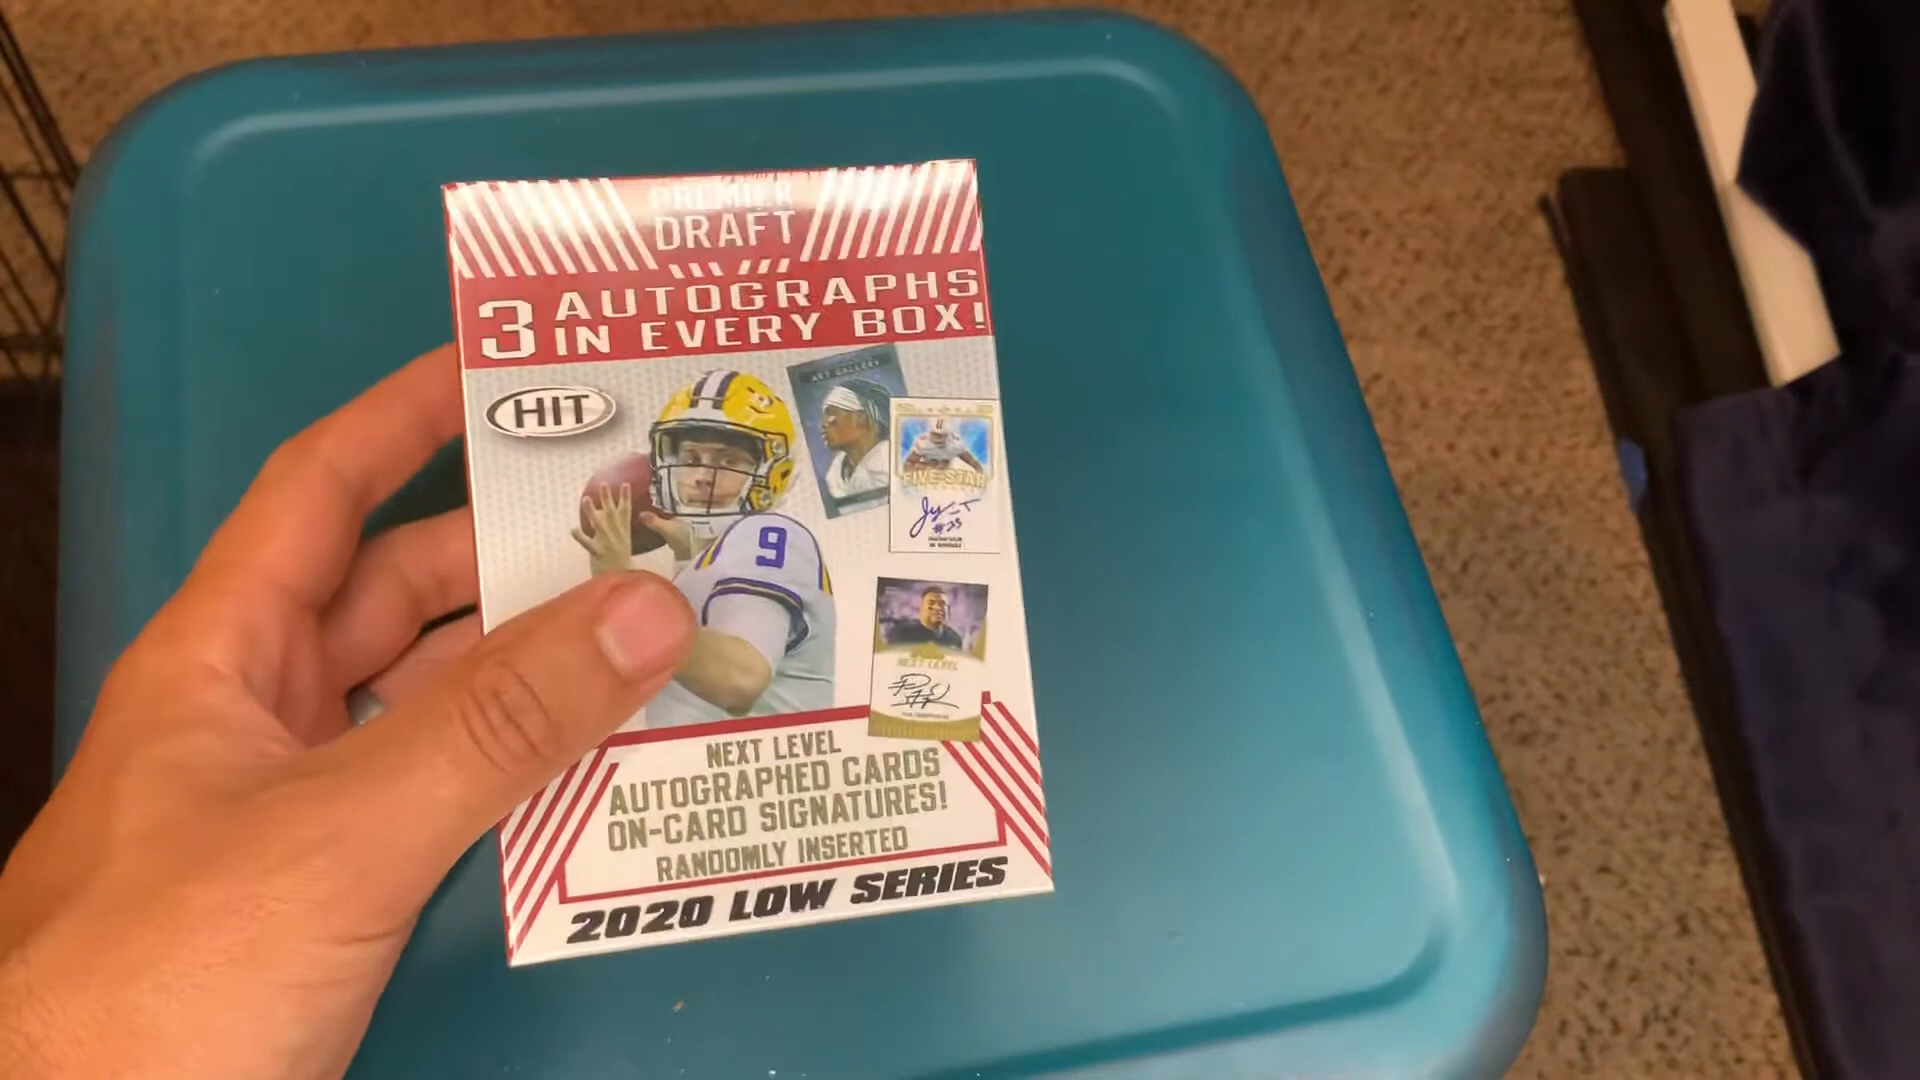 PREMIER
DRAFT
3 AUTOGRAPHS
IN EVERY BOX!
HIT
ART GALLERY
FIVE-STAR
#23
9
NEXT LEVEL
NEXT LEVEL
AUTOGRAPHED CARDS
ON-CARD SIGNATURES!
RANDOMLY INSERTED
2020 LOW SERIES